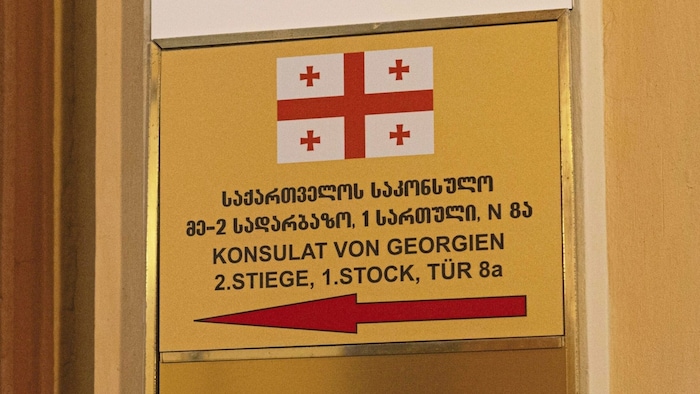 საქართველოს საკონსულო
მე-2 სადარბაზო, 1 სართული, N 8ა
KONSULAT VON GEORGIEN
2.STIEGE, 1.STOCK, TÜR 8a